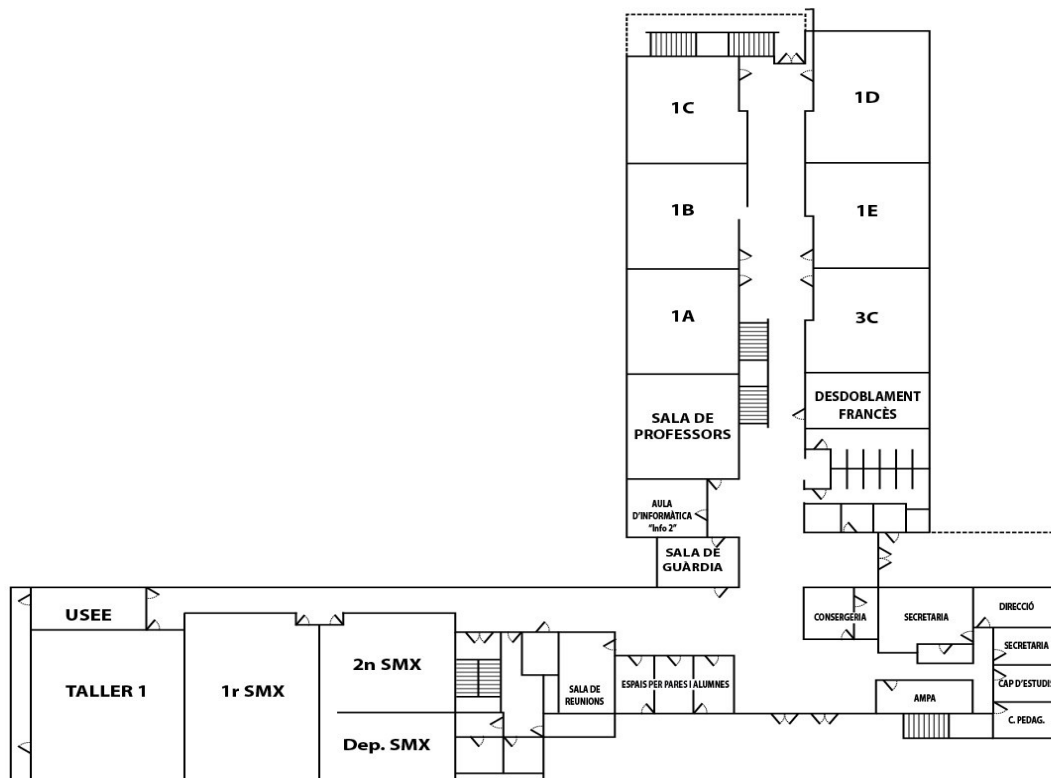 1C
1D
1B
1E
1A
3C
DESDOBLAMENT
FRANCÈS
SALA DE
PROFESSORS
AULA
D'INFORMÀTICA
"Info 2"
SALA DE
GUÀRDIA
USEE
CONSERGERIA
SECRETARIA
DIRECCIÓ
SECRETARIA
2n SMX
TALLER 1
1r SMX
SALA DE
REUNIONS
ESPAIS PER PARES I ALUMNES
AMPA
CAP D'ESTUDIS
C. PEDAG.
Dep. SMX